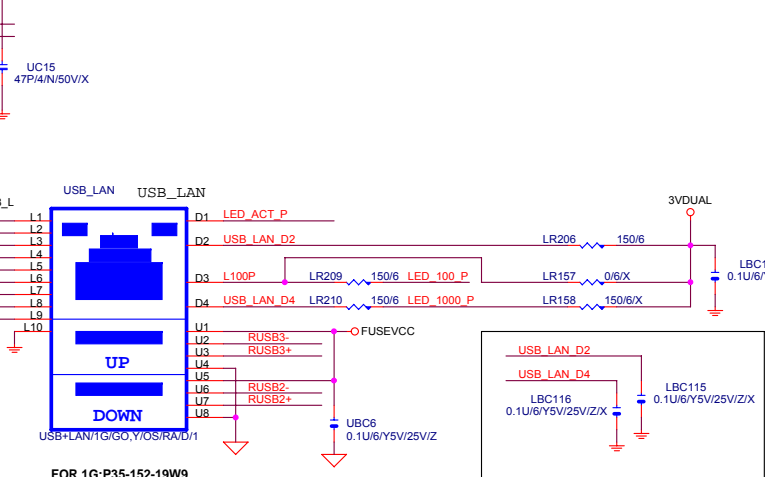 UC15
47P/4/N/50V/X
USB_LAN
USB_LAN
3VDUAL
_L
L1
L2
L3
L4
L5
L6
L7
L8
L9
L10
D1 LED_ACT_P
D2 USB_LAN_D2
LR206 150/6
D3 L100P
LR209 150/6 LED_100_P
LR157 0/6/X
D4 USB_LAN_D4
LR210 150/6 LED_1000_P
LR158 150/6/X
LBC1
0.1U/6/
U1
FUSEVCC
U2 RUSB3-
U3 RUSB3+
U4
U5
U6 RUSB2-
U7 RUSB2+
U8
UP
DOWN
USB+LAN/1G/GO,Y/OS/RA/D/1
UBC6
0.1U/6/Y5V/25V/Z
USB_LAN_D2
USB_LAN_D4
LBC116
0.1U/6/Y5V/25V/Z/X
LBC115
0.1U/6/Y5V/25V/Z/X
FOR 1G:P35-152-19W9